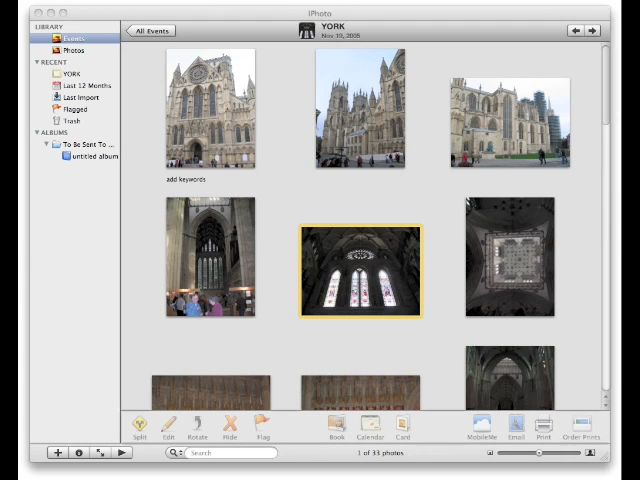 iPhoto
LIBRARY
Events
Photos
RECENT
YORK
Last 12 Months
Last Import
Flagged
Trash
ALBUMS
To Be Sent To ...
untitled album
All Events
YORK
Nov 19, 2005
add keywords
Split
Edit
Rotate
Hide
Flag
Book
Calendar
Card
MobileMe
Email
Print
Order Prints
Search
1 of 33 photos